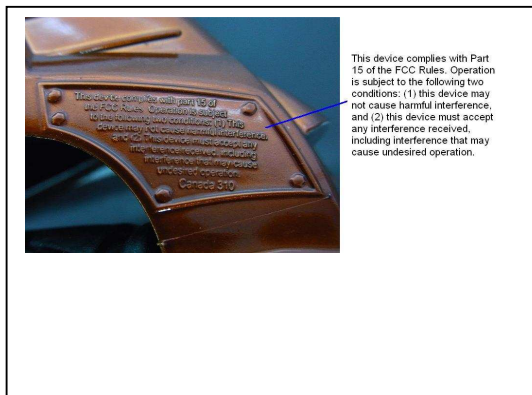 This device complies with part 15 of
the FCC Rules. Operation is subject
to the following two conditions: (1) This
device may not cause harmful interference,
and (2) this device must accept any
interference received, including
interference that may cause
undesired operation.
Canada 310
This device complies with Part
15 of the FCC Rules. Operation
is subject to the following two
conditions: (1) this device may
not cause harmful interference,
and (2) this device must accept
any interference received,
including interference that may
cause undesired operation.